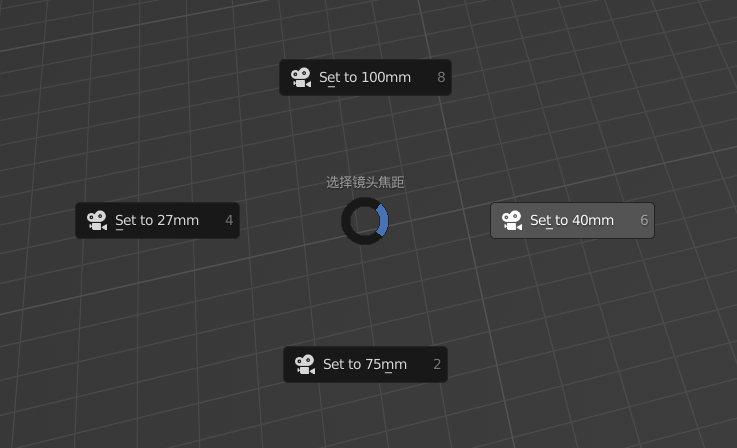 Set to 100mm 8
选择镜头焦距
Set to 27mm 4
Set to 40mm 6
Set to 75mm 2